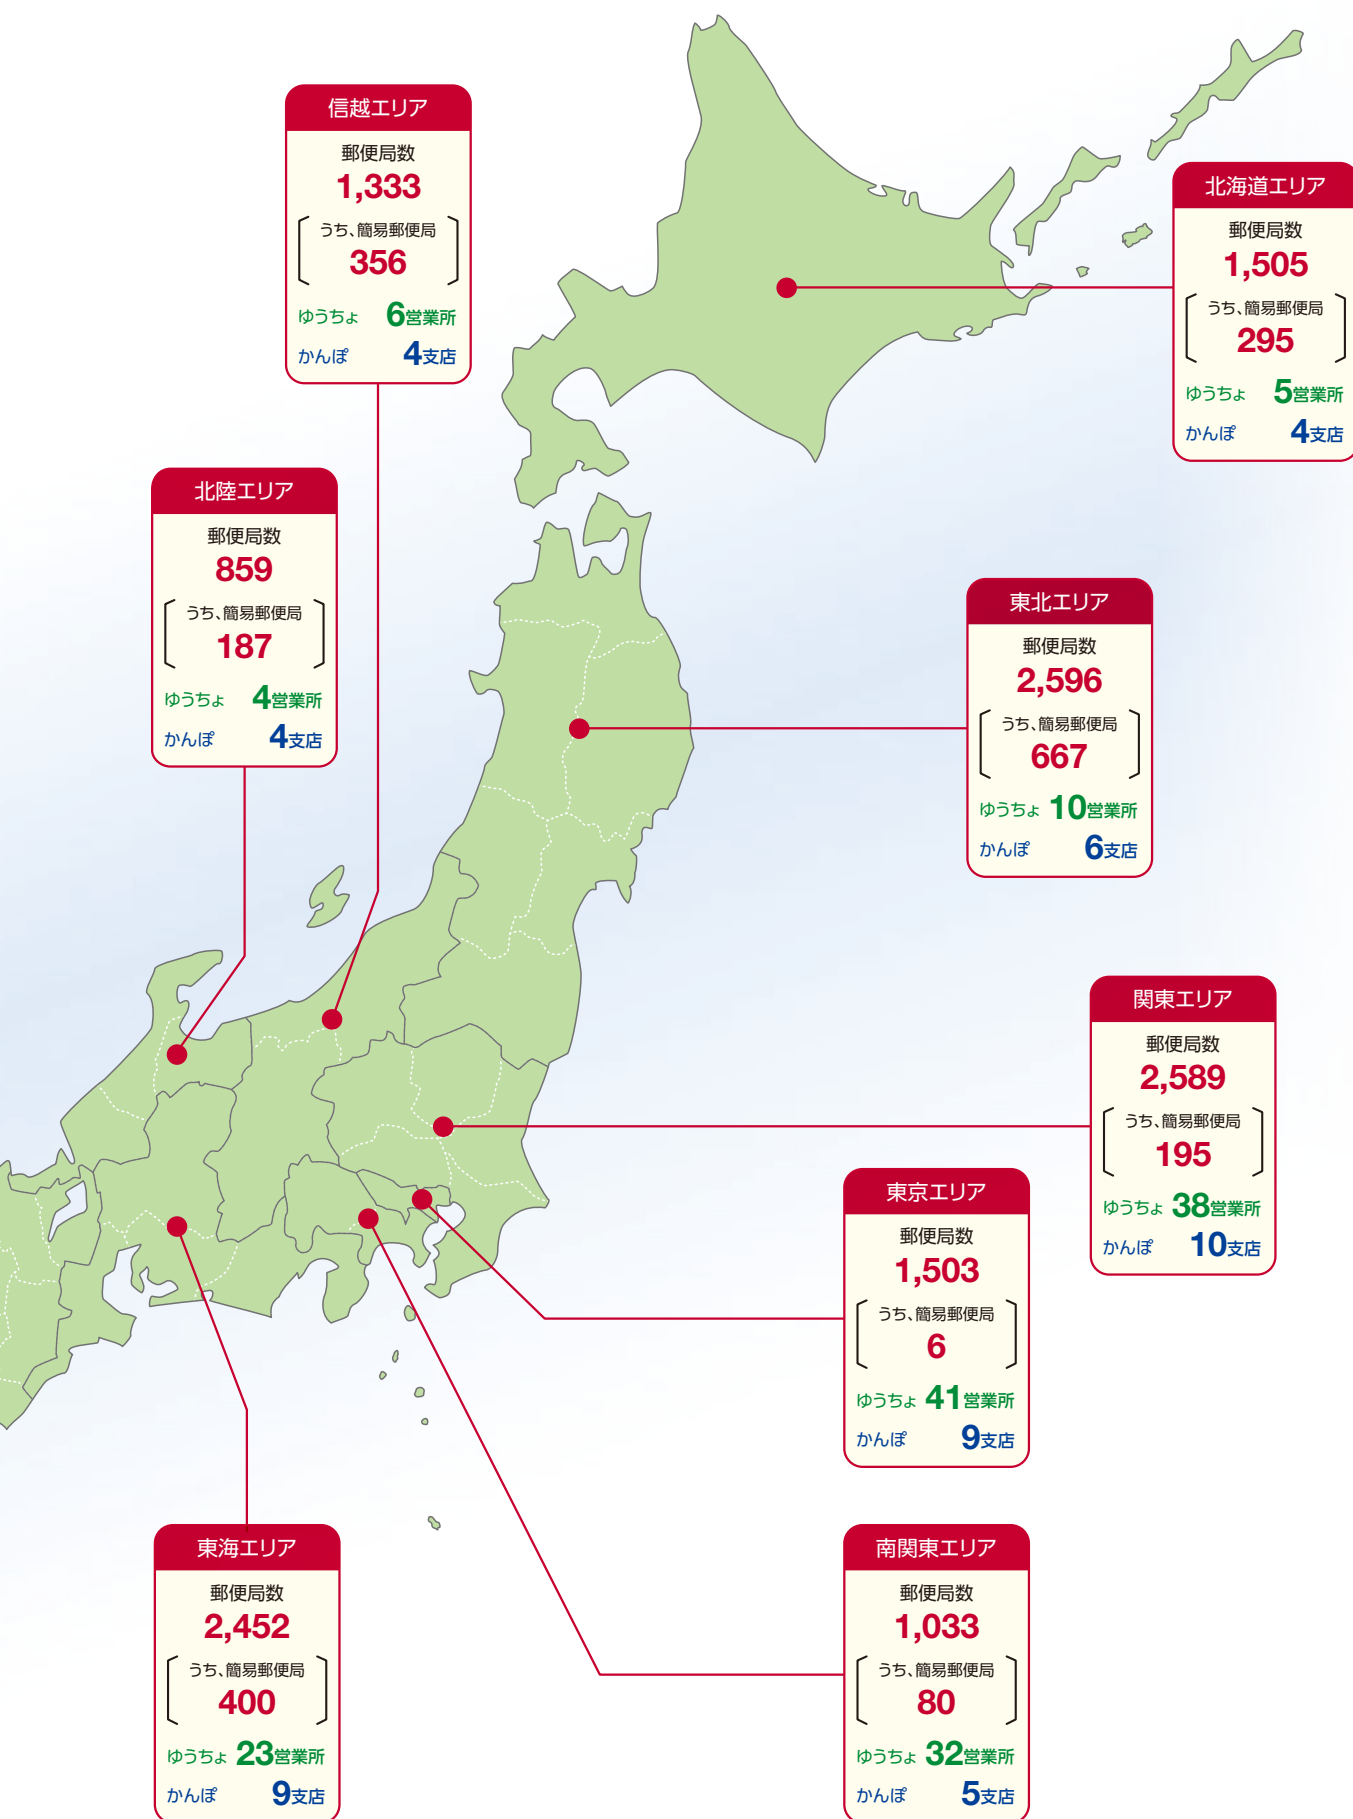 信越エリア
郵便局数
1,333
うち、簡易郵便局
356
ゆうちょ 6営業所
かんぽ 4支店
北海道エリア
郵便局数
1,505
うち、簡易郵便局
295
ゆうちょ 5営業所
かんぽ 4支店
北陸エリア
郵便局数
859
うち、簡易郵便局
187
ゆうちょ 4営業所
かんぽ 4支店
東北エリア
郵便局数
2,596
うち、簡易郵便局
667
ゆうちょ 10営業所
かんぽ 6支店
関東エリア
郵便局数
2,589
うち、簡易郵便局
195
ゆうちょ 38営業所
かんぽ 10支店
東京エリア
郵便局数
1,503
うち、簡易郵便局
6
ゆうちょ 41営業所
かんぽ 9支店
東海エリア
郵便局数
2,452
うち、簡易郵便局
400
ゆうちょ 23営業所
かんぽ 9支店
南関東エリア
郵便局数
1,033
うち、簡易郵便局
80
ゆうちょ 32営業所
かんぽ 5支店